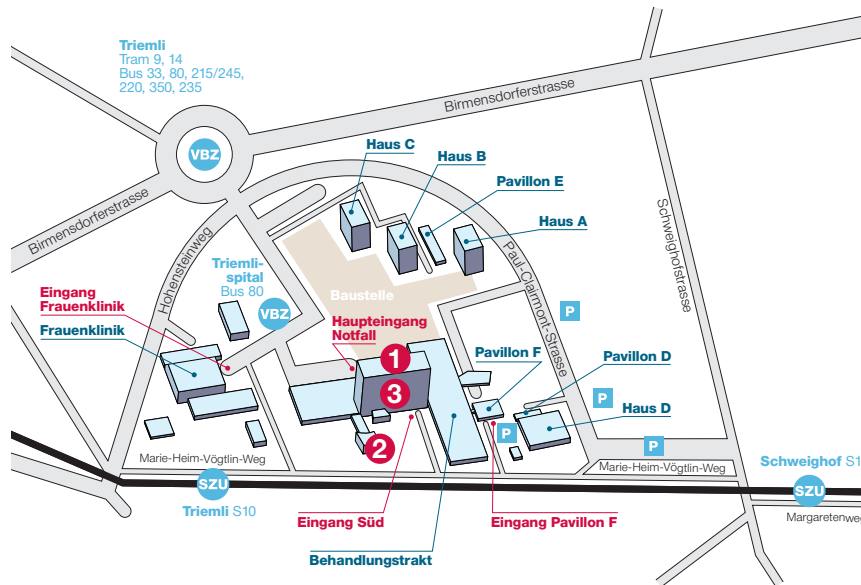 Triemli
Tram 9, 14
Bus 33, 80, 215/245,
220, 350, 235
VBZ
Birmensdorferstrasse
Birmensdorferstrasse
Haus C
Haus B
Pavillon E
Haus A
Hohensteinweg
Paul-Clairmont-Strasse
Schweighofstrasse
Triemli-
spital
Bus 80
VBZ
Baustelle
Eingang
Frauenklinik
Frauenklinik
Haupteingang
Notfall
P
1
3
2
Pavillon F
Pavillon D
P
Haus D
P
P
Marie-Heim-Vögtlin-Weg
Marie-Heim-Vögtlin-Weg
SZU
Triemli S10
Schweighof S1
SZU
Margaretenweg
Eingang Süd
Eingang Pavillon F
Behandlungstrakt